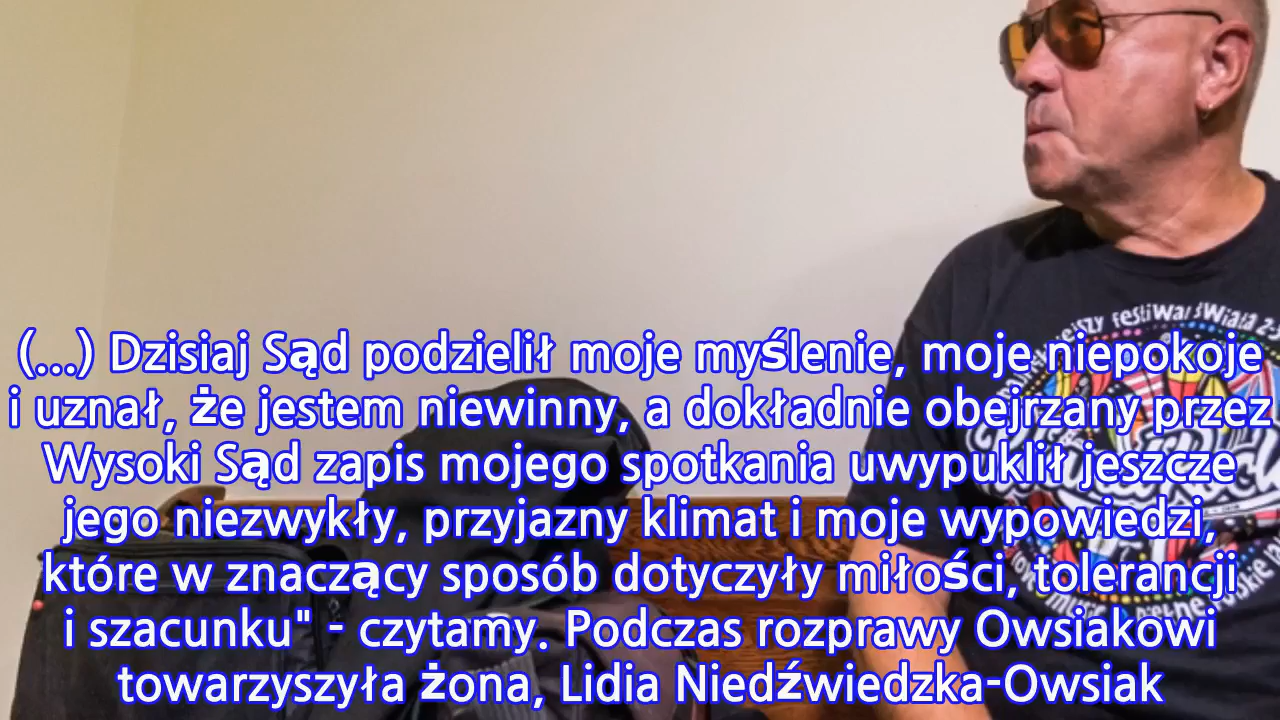 (...) Dzisiaj Sąd podzielił moje myślenie, moje niepokoje
i uznał, że jestem niewinny, a dokładnie obejrzany przez
Wysoki Sąd zapis mojego spotkania uwypuklił jeszcze
jego niezwykły, przyjazny klimat i moje wypowiedzi,
które w znaczący sposób dotyczyły miłości, tolerancji
i szacunku" - czytamy. Podczas rozprawy Owsiakowi
towarzyszyła żona, Lidia Niedźwiedzka-Owsiak
festiwal świata